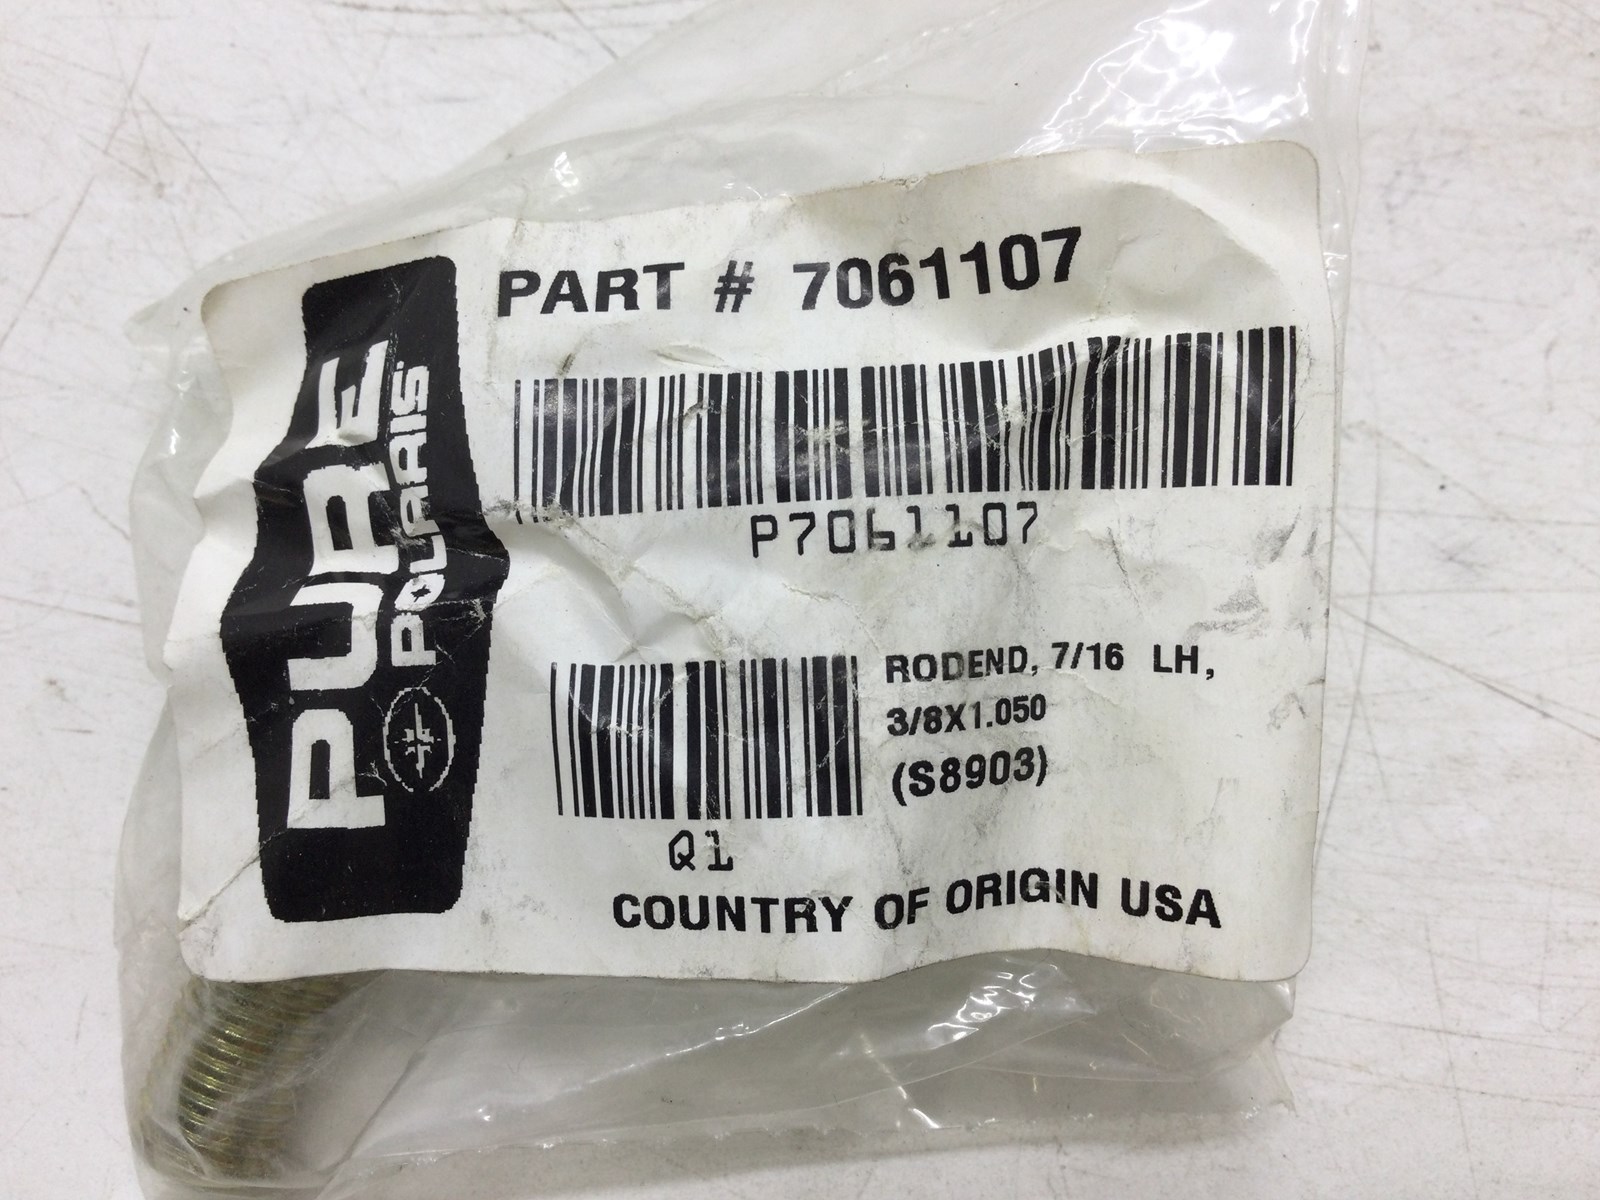 PART # 7061107
P7061107
PURE
POLARIS
RODEND, 7/16 LH,
3/8X1.050
(S8903)
Q1
COUNTRY OF ORIGIN USA